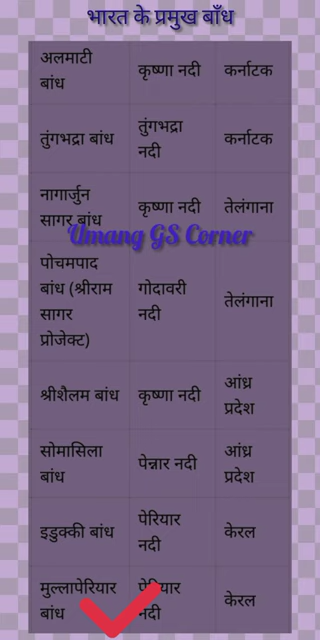 भारत के प्रमुख बाँध
अलमाटी कृष्णा नदी कर्नाटक
बांध
तुंगभद्रा बांध तुंगभद्रा कर्नाटक
नदी
नागार्जुन कृष्णा नदी तेलंगाना
सागर बांध
Umang GS Corner
पोचमपाद
बांध (श्रीराम गोदावरी तेलंगाना
सागर नदी
प्रोजेक्ट)
श्रीशैलम बांध कृष्णा नदी आंध्र
प्रदेश
सोमासिला पेन्नार नदी आंध्र
बांध प्रदेश
इडुक्की बांध पेरियार केरल
नदी
मुल्लापेरियार पेरियार केरल
बांध नदी